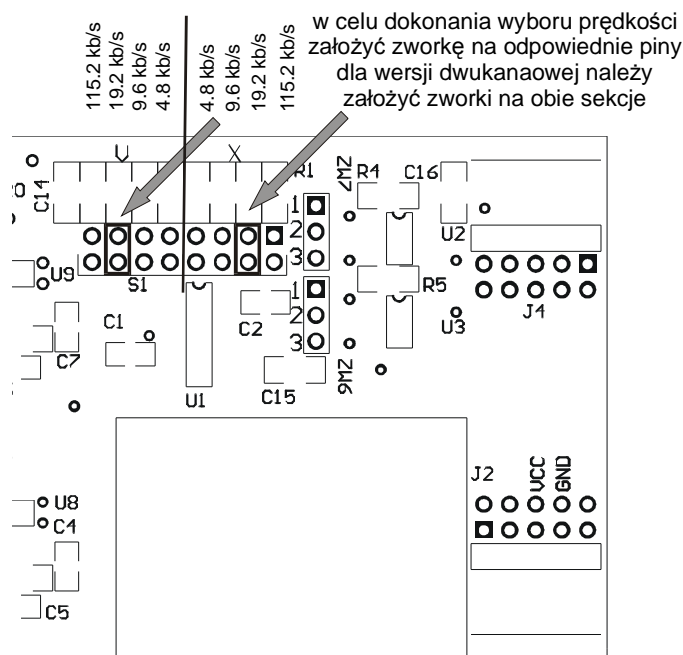 w celu dokonania wyboru prędkości
założyć zworkę na odpowiednie piny
dla wersji dwukanaowej należy
założyć zworki na obie sekcje
115.2 kb/s
19.2 kb/s
9.6 kb/s
4.8 kb/s
4.8 kb/s
9.6 kb/s
19.2 kb/s
115.2 kb/s
V
X
R1
ZW7
R4
C16
C14
1
2
3
U2
U9
S1
1
2
3
R5
J4
C1
C2
U3
C7
U1
C15
ZW6
J2
VCC
GND
U8
C4
C5